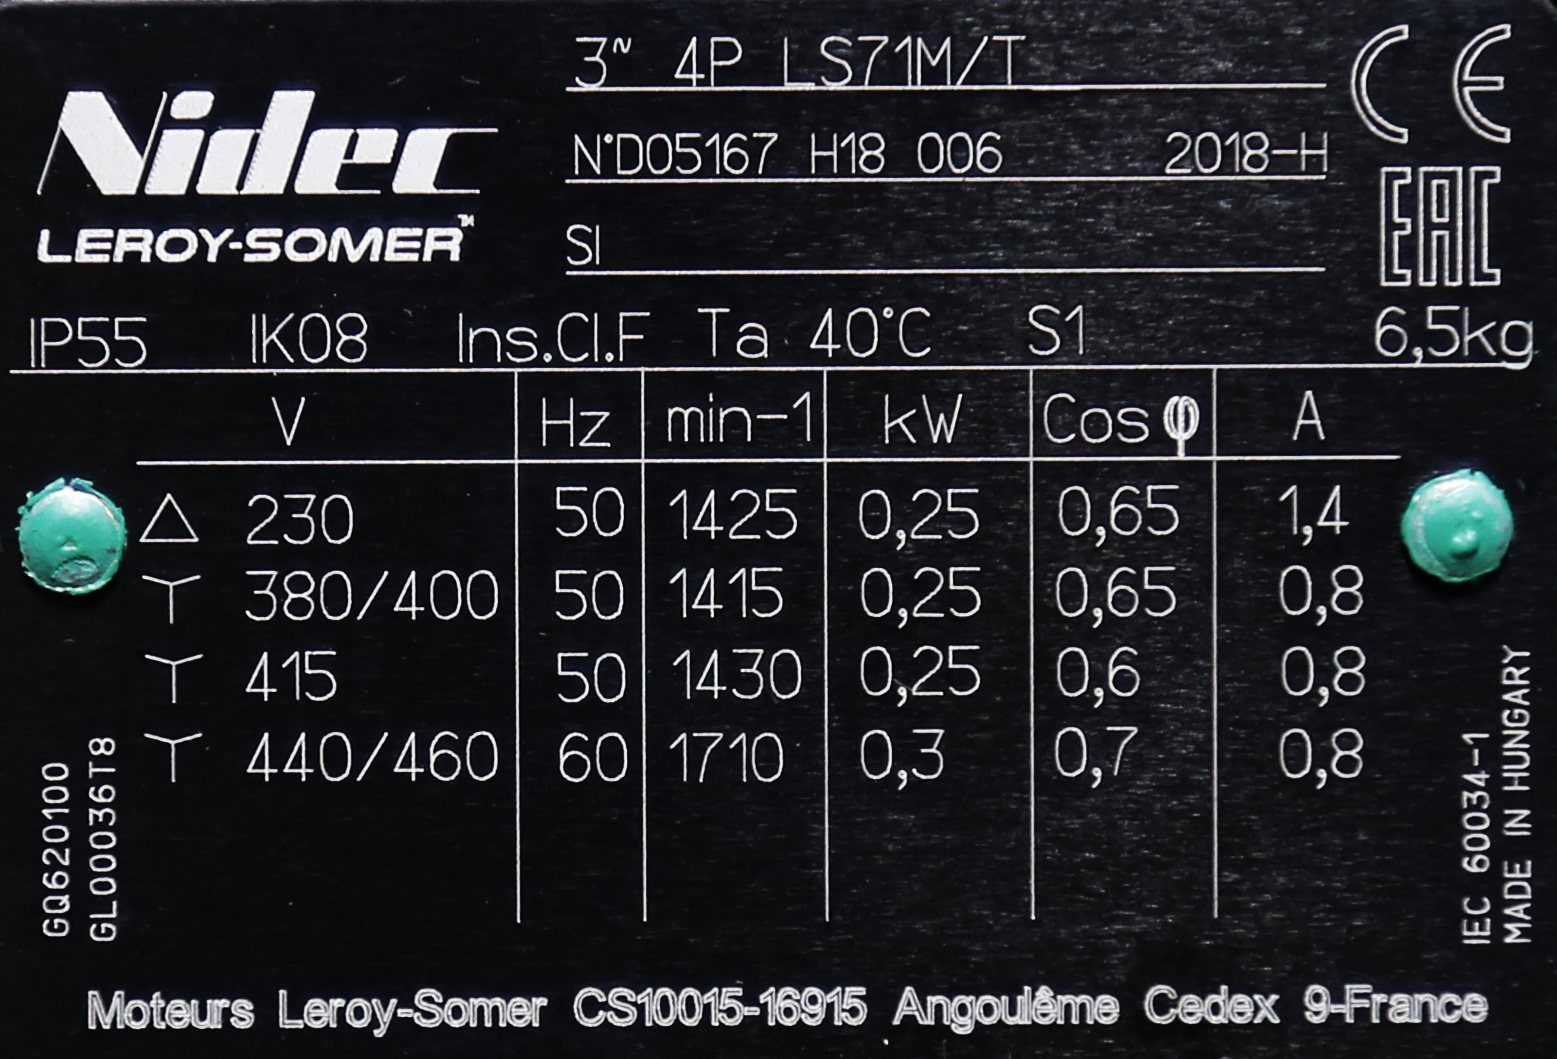 Nidec
LEROY-SOMER™
3~ 4P LS71M/T
N°D05167 H18 006 2018-H
SI
CE
EAC
IP55 IK08 Ins.Cl.F Ta 40°C S1 6,5kg
V Hz min-1 kW Cos φ A
△ 230 50 1425 0,25 0,65 1,4
Y 380/400 50 1415 0,25 0,65 0,8
Y 415 50 1430 0,25 0,6 0,8
Y 440/460 60 1710 0,3 0,7 0,8
GQ620100
GL00036T8
IEC 60034-1
MADE IN HUNGARY
Moteurs Leroy-Somer CS10015-16915 Angoulême Cedex 9-France